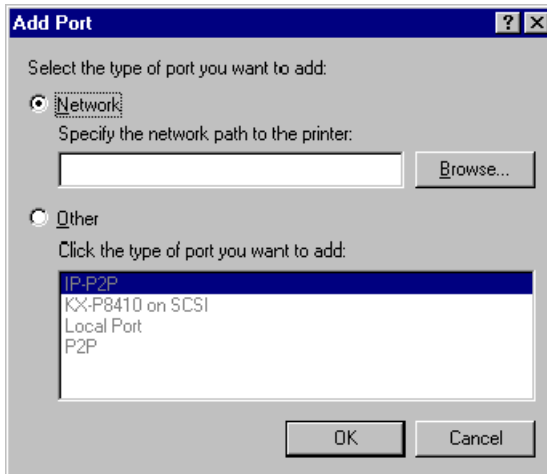 Add Port
Select the type of port you want to add:
Network
Specify the network path to the printer:
Browse...
Other
Click the type of port you want to add:
IP-P2P
KX-P8410 on SCSI
Local Port
P2P
OK
Cancel